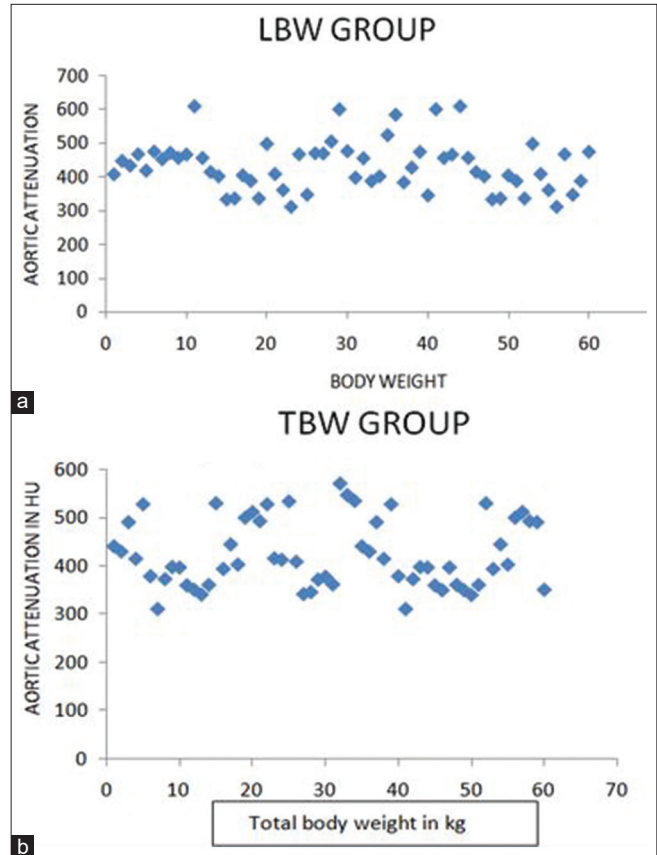 LBW GROUP
AORTIC ATTENUATION
700
600
500
400
300
200
100
0
0 10 20 30 40 50 60
BODY WEIGHT
a
TBW GROUP
AORTIC ATTENUATION IN HU
600
500
400
300
200
100
0
0 10 20 30 40 50 60 70
Total body weight in kg
b